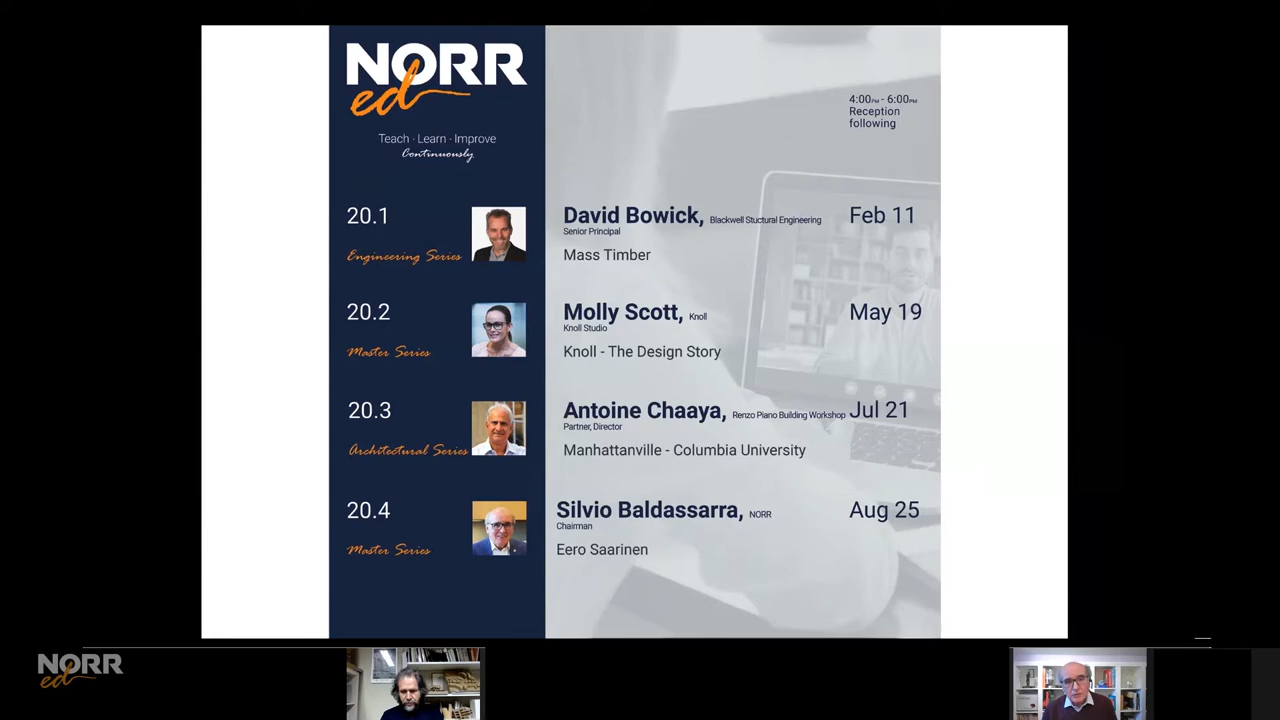 NORR
ed
Teach · Learn · Improve
Continuously
4:00PM - 6:00PM
Reception
following
20.1
Engineering Series
David Bowick, Blackwell Stuctural Engineering
Senior Principal
Mass Timber
Feb 11
20.2
Master Series
Molly Scott, Knoll
Knoll Studio
Knoll - The Design Story
May 19
20.3
Architectural Series
Antoine Chaaya, Renzo Piano Building Workshop
Partner, Director
Manhattanville - Columbia University
Jul 21
20.4
Master Series
Silvio Baldassarra, NORR
Chairman
Eero Saarinen
Aug 25
NORR
ed